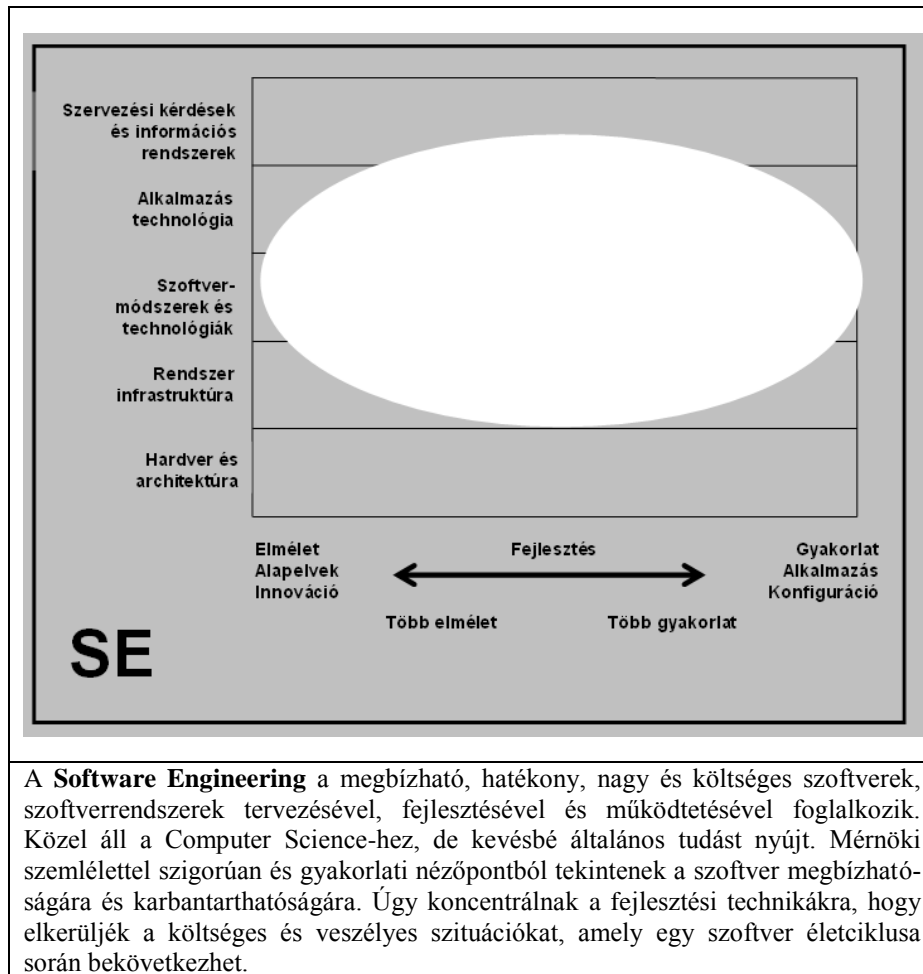 Szervezési kérdések
és információs
rendszerek
Alkalmazás
technológia
Szoftver-
módszerek és
technológiák
Rendszer
infrastruktúra
Hardver és
architektúra
Elmélet
Alapelvek
Innováció
Fejlesztés
Gyakorlat
Alkalmazás
Konfiguráció
Több elmélet
Több gyakorlat
SE
A Software Engineering a megbízható, hatékony, nagy és költséges szoftverek,
szoftverrendszerek tervezésével, fejlesztésével és működtetésével foglalkozik.
Közel áll a Computer Science-hez, de kevésbé általános tudást nyújt. Mérnöki
szemlélettel szigorúan és gyakorlati nézőpontból tekintenek a szoftver megbízható-
ságára és karbantarthatóságára. Úgy koncentrálnak a fejlesztési technikákra, hogy
elkerüljék a költséges és veszélyes szituációkat, amely egy szoftver életciklusa
során bekövetkezhet.